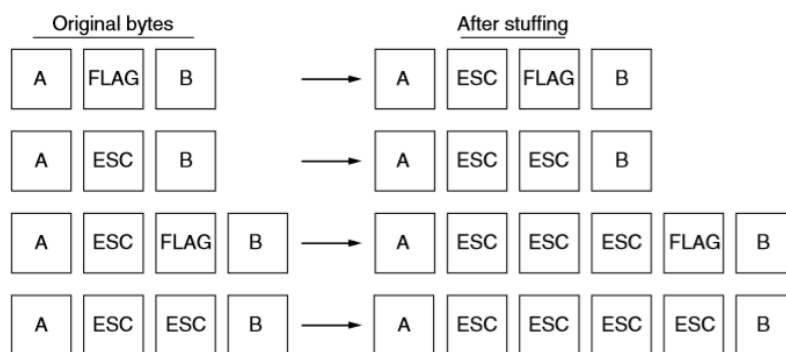 Original bytes After stuffing
A FLAG B A ESC FLAG B
A ESC B A ESC ESC B
A ESC FLAG B A ESC ESC ESC FLAG B
A ESC ESC B A ESC ESC ESC ESC B